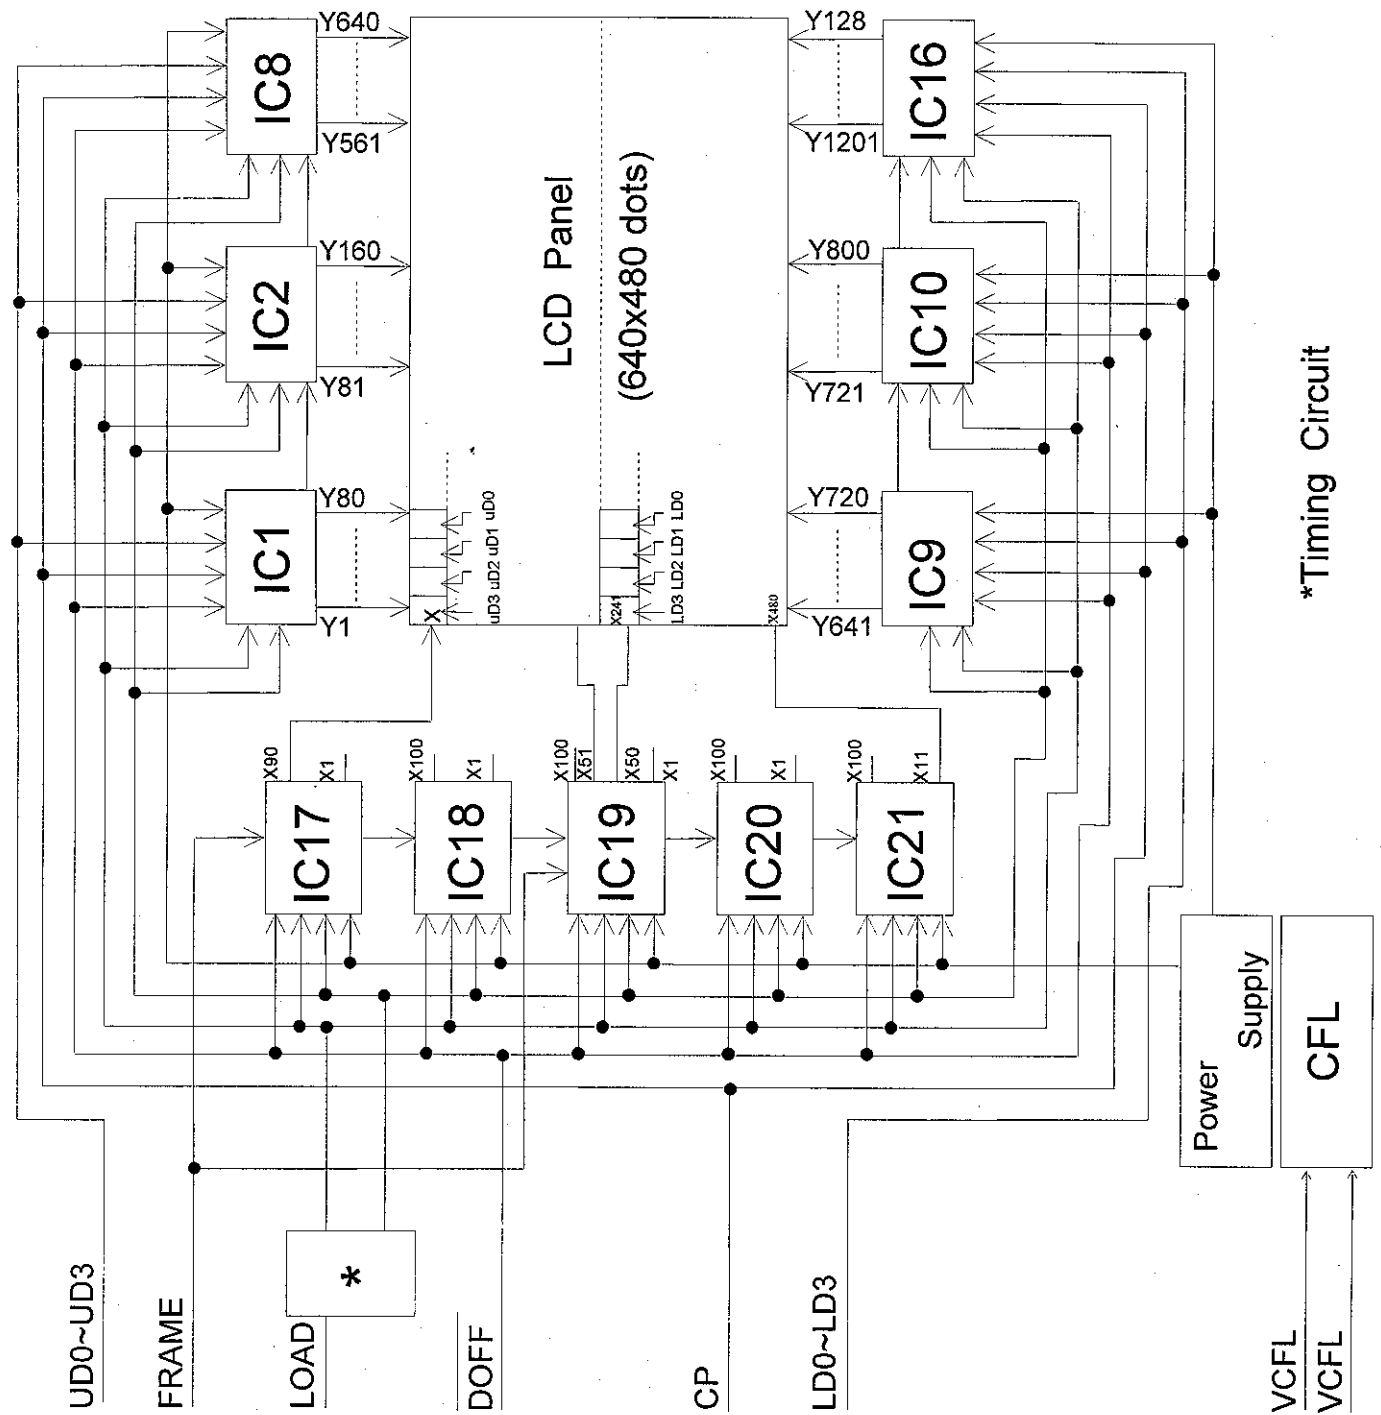 Y640
IC8
Y561
Y128
IC16
Y1201
LCD Panel
(640x480 dots)
Y160
IC2
Y81
Y800
IC10
Y721
Y80
IC1
Y1
uD3 uD2 uD1 uD0
X
X241
LD3 LD2 LD1 LD0
X480
Y720
IC9
Y641
*Timing Circuit
X90
X1
IC17
X100
X1
IC18
X100
X51
X50
X1
IC19
X100
X1
IC20
X100
X11
IC21
Power
Supply
CFL
*
UD0~UD3
FRAME
LOAD
DOFF
CP
LD0~LD3
VCFL
VCFL